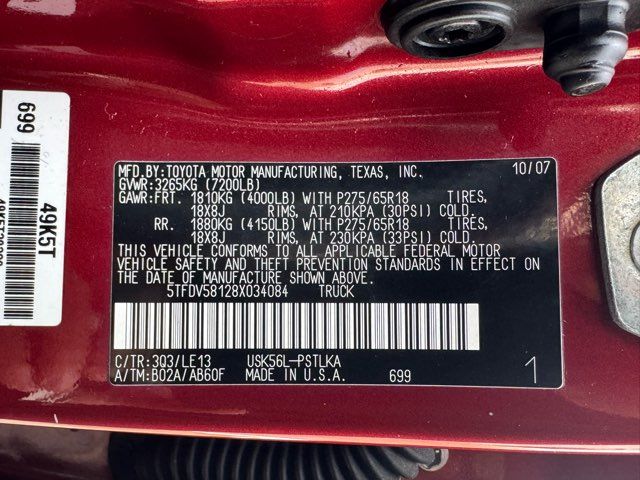 699
49K5T
MFD.BY:TOYOTA MOTOR MANUFACTURING, TEXAS, INC. 10/07
GVWR:3265KG (7200LB)
GAWR:FRT. 1810KG (4000LB) WITH P275/65R18 TIRES,
18X8J RIMS, AT 210KPA (30PSI) COLD.
RR. 1880KG (4150LB) WITH P275/65R18 TIRES,
18X8J RIMS, AT 230KPA (33PSI) COLD.
THIS VEHICLE CONFORMS TO ALL APPLICABLE FEDERAL MOTOR
VEHICLE SAFETY AND THEFT PREVENTION STANDARDS IN EFFECT ON
THE DATE OF MANUFACTURE SHOWN ABOVE.
5TFDV58128X034084 TRUCK
C/TR:3Q3/LE13 USK56L-PSTLKA
A/TM:B02A/AB60F MADE IN U.S.A. 699 1